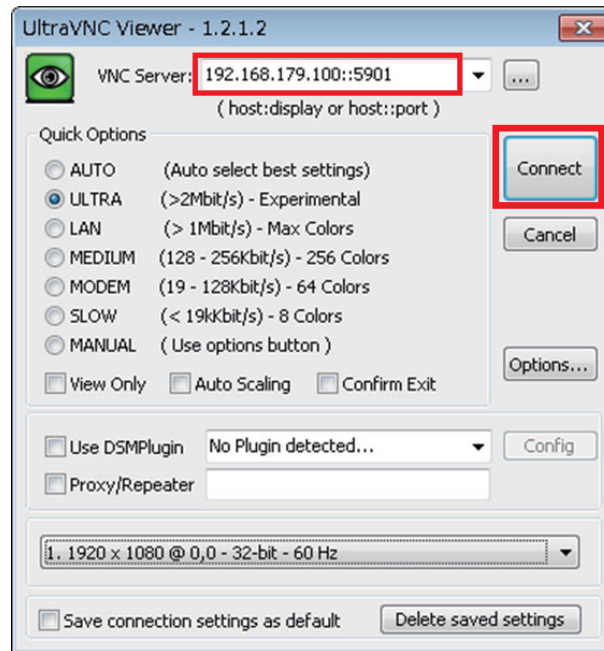 UltraVNC Viewer - 1.2.1.2
VNC Server: 192.168.179.100::5901 ...
( host:display or host::port )
Quick Options
AUTO (Auto select best settings)
ULTRA (>2Mbit/s) - Experimental
LAN (> 1Mbit/s) - Max Colors
MEDIUM (128 - 256Kbit/s) - 256 Colors
MODEM (19 - 128Kbit/s) - 64 Colors
SLOW (< 19kKbit/s) - 8 Colors
MANUAL ( Use options button )
View Only Auto Scaling Confirm Exit
Connect
Cancel
Options...
Use DSMPlugin No Plugin detected... Config
Proxy/Repeater
1. 1920 x 1080 @ 0,0 - 32-bit - 60 Hz
Save connection settings as default Delete saved settings